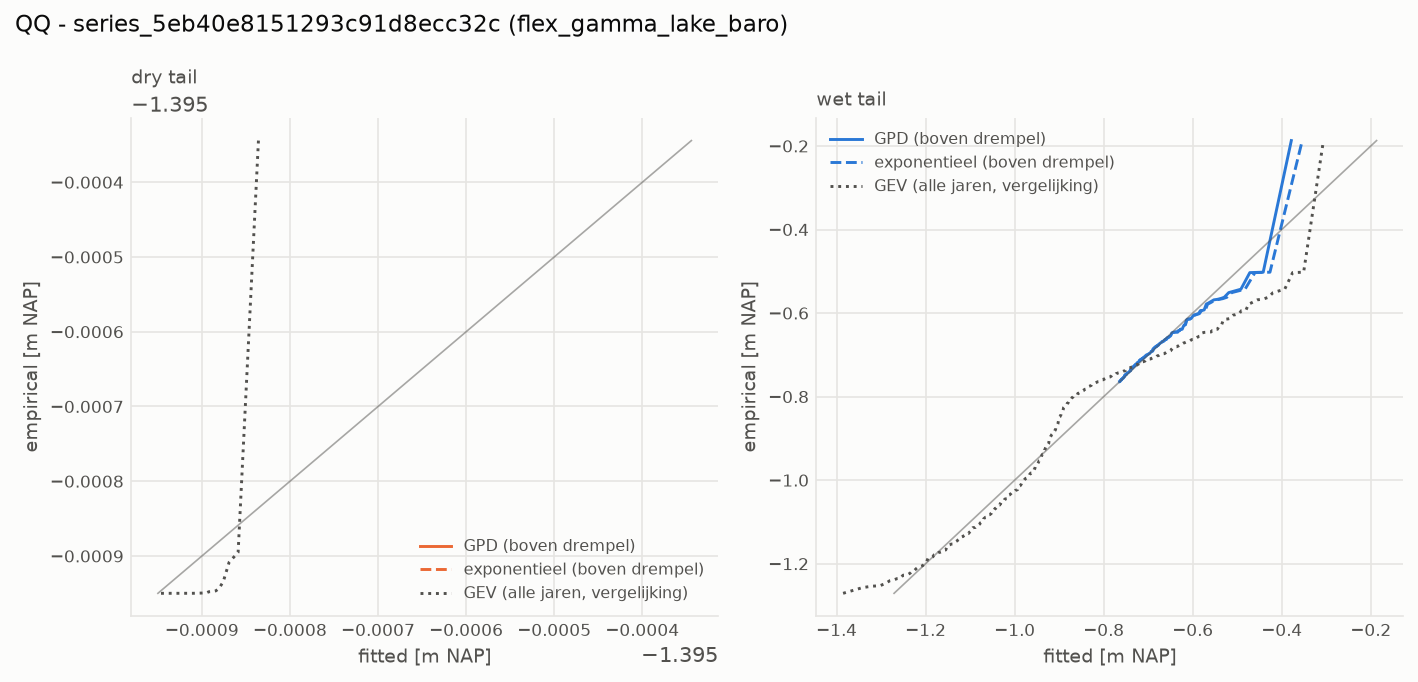 QQ - series_5eb40e8151293c91d8ecc32c (flex_gamma_lake_baro)
dry tail
−1.395
−0.0004
−0.0005
−0.0006
−0.0007
−0.0008
−0.0009
empirical [m NAP]
GPD (boven drempel)
exponentieel (boven drempel)
GEV (alle jaren, vergelijking)
−0.0009 −0.0008 −0.0007 −0.0006 −0.0005 −0.0004
fitted [m NAP]
−1.395
wet tail
GPD (boven drempel)
exponentieel (boven drempel)
GEV (alle jaren, vergelijking)
−0.2
−0.4
−0.6
−0.8
−1.0
−1.2
empirical [m NAP]
−1.4 −1.2 −1.0 −0.8 −0.6 −0.4 −0.2
fitted [m NAP]